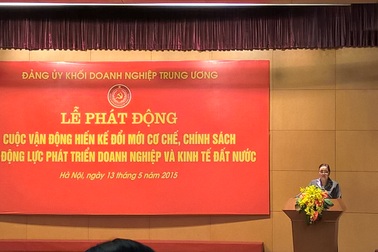 ĐẢNG ỦY KHỐI DOANH NGHIỆP TRUNG ƯƠNG
LỄ PHÁT ĐỘNG
CUỘC VẬN ĐỘNG HIẾN KẾ ĐỔI MỚI CƠ CHẾ, CHÍNH SÁCH
ĐỘNG LỰC PHÁT TRIỂN DOANH NGHIỆP VÀ KINH TẾ ĐẤT NƯỚC
Hà Nội, ngày 13 tháng 5 năm 2015